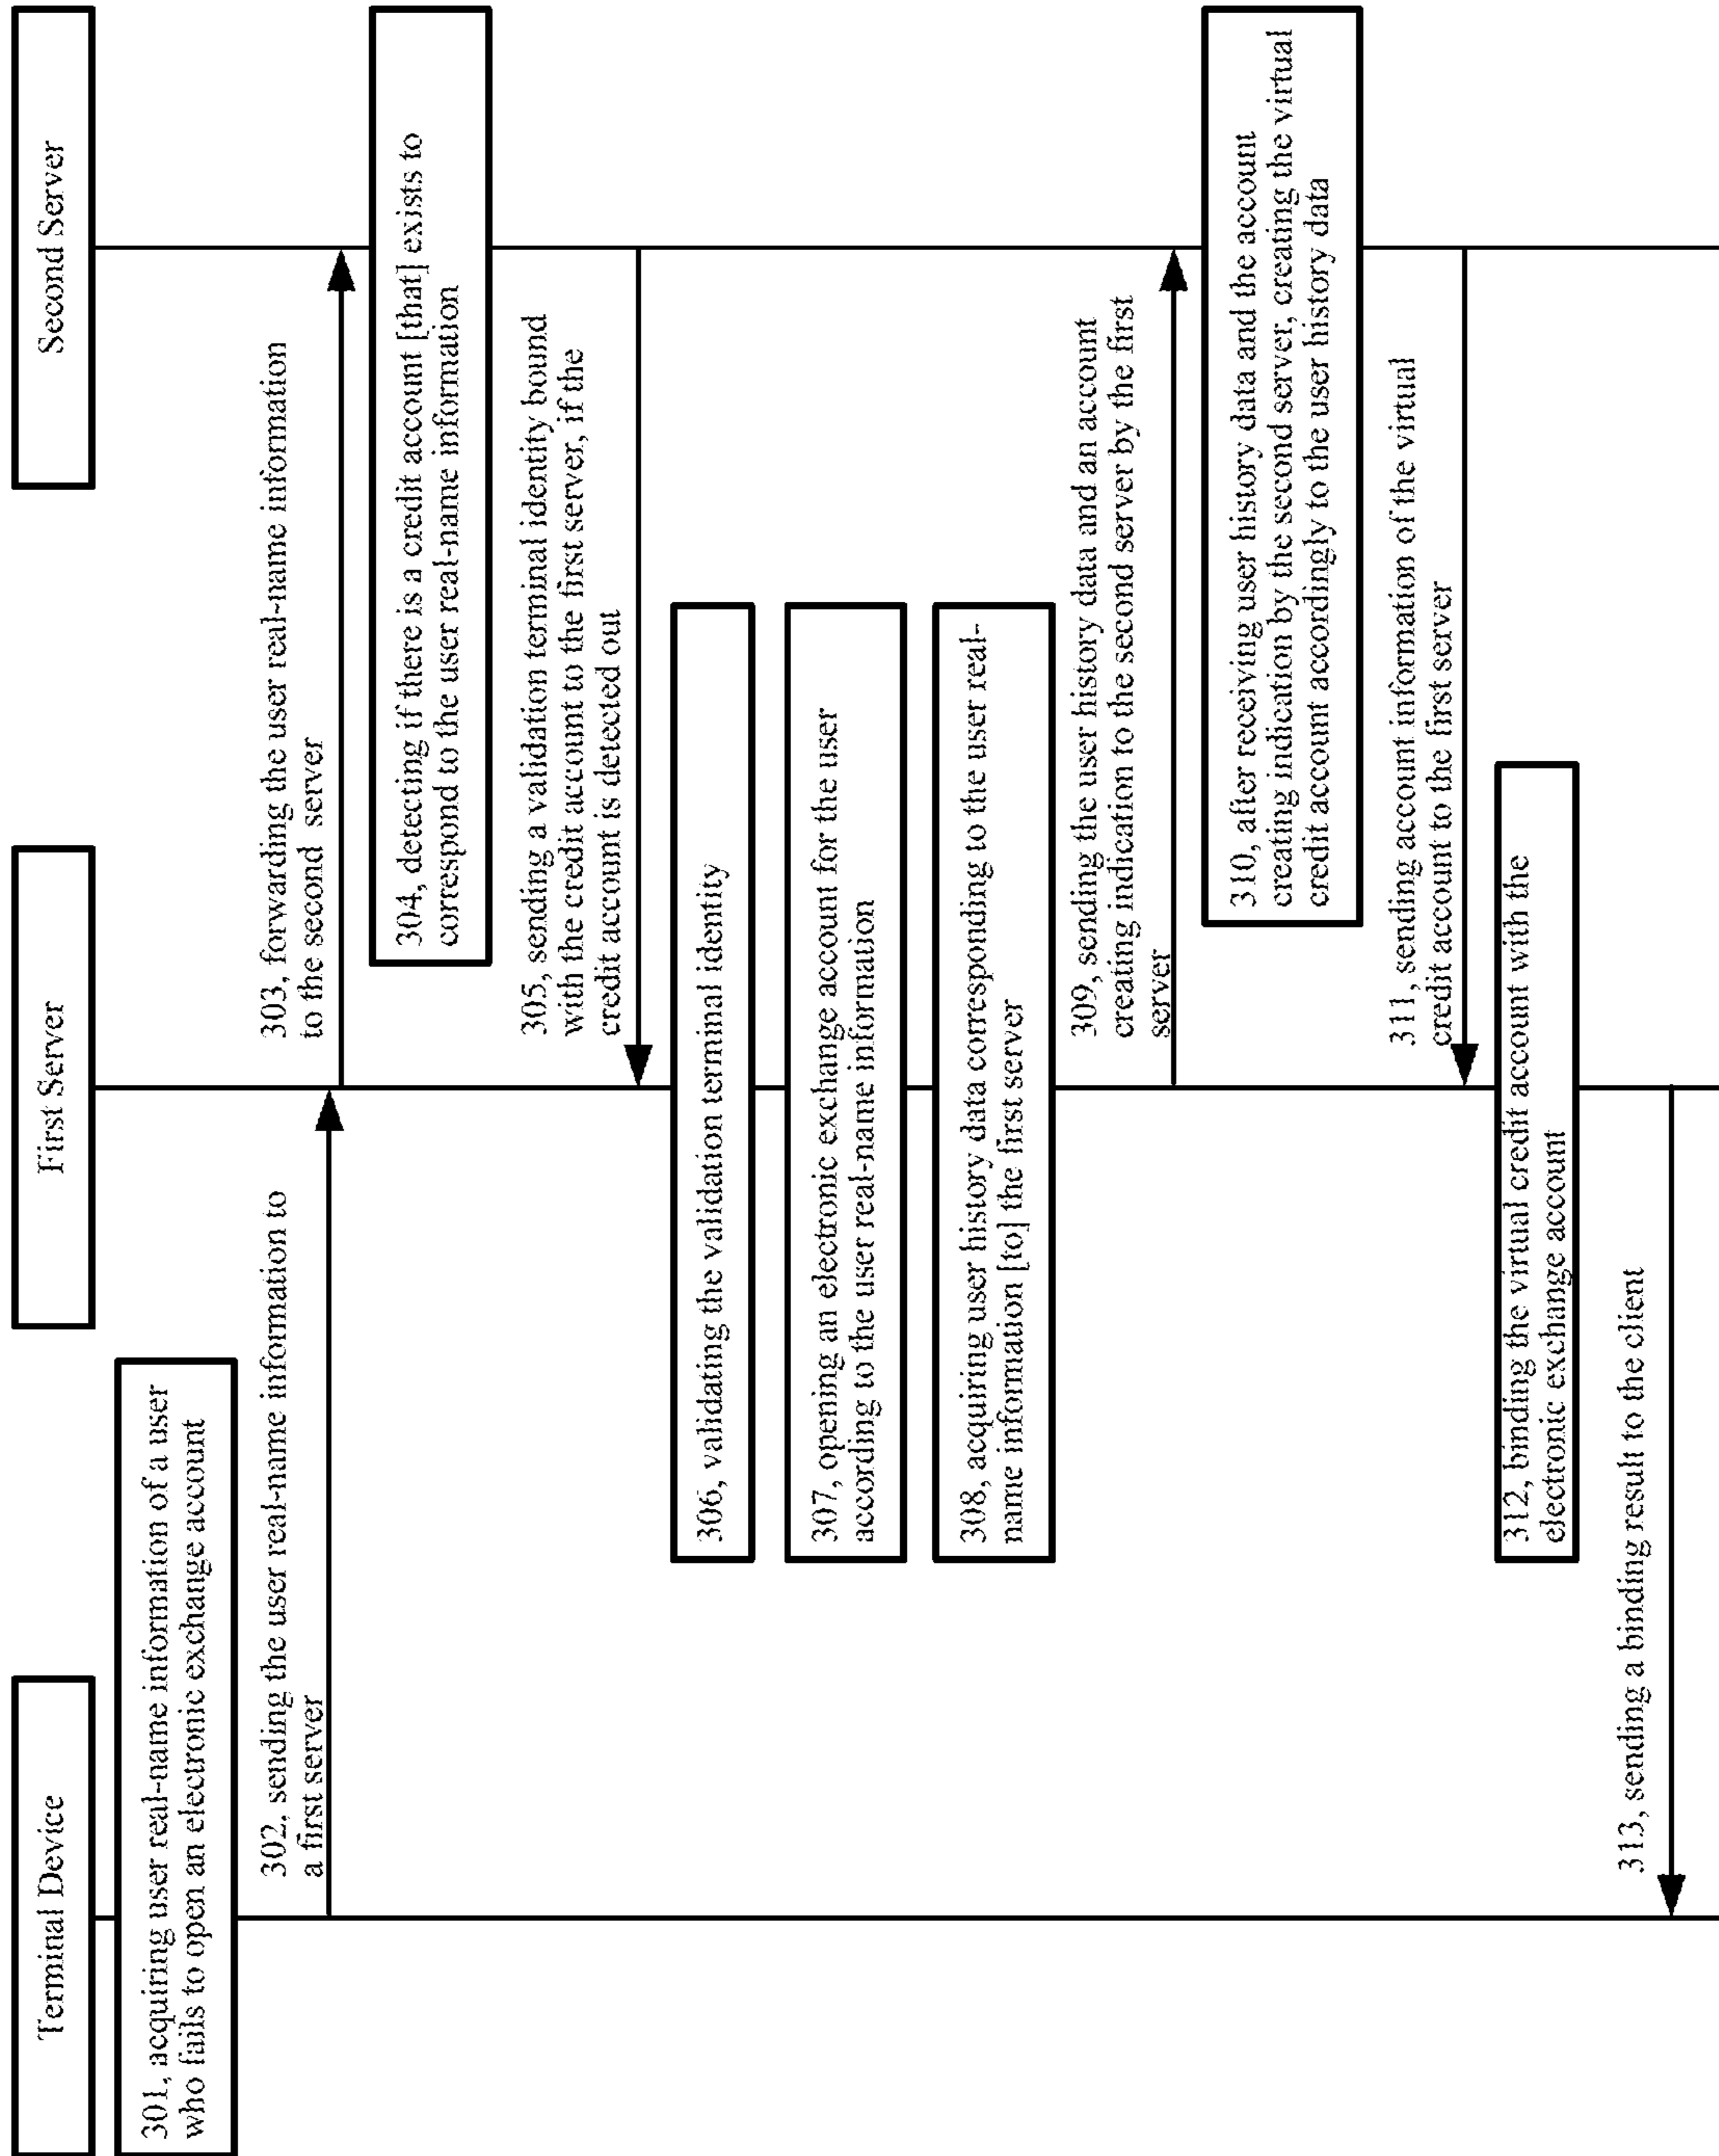 Terminal Device
First Server
Second Server
301, acquiring user real-name information of a user
who fails to open an electronic exchange account
302, sending the user real-name information to
a first server
303, forwarding the user real-name information
to the second server
304, detecting if there is a credit account [that] exists to
correspond to the user real-name information
305, sending a validation terminal identity bound
with the credit account to the first server, if the
credit account is detected out
306, validating the validation terminal identity
307, opening an electronic exchange account for the user
according to the user real-name information
308, acquiring user history data corresponding to the user real-
name information [to] the first server
309, sending the user history data and an account
creating indication to the second server by the first
server
310, after receiving user history data and the account
creating indication by the second server, creating the virtual
credit account accordingly to the user history data
311, sending account information of the virtual
credit account to the first server
312, binding the virtual credit account with the
electronic exchange account
313, sending a binding result to the client